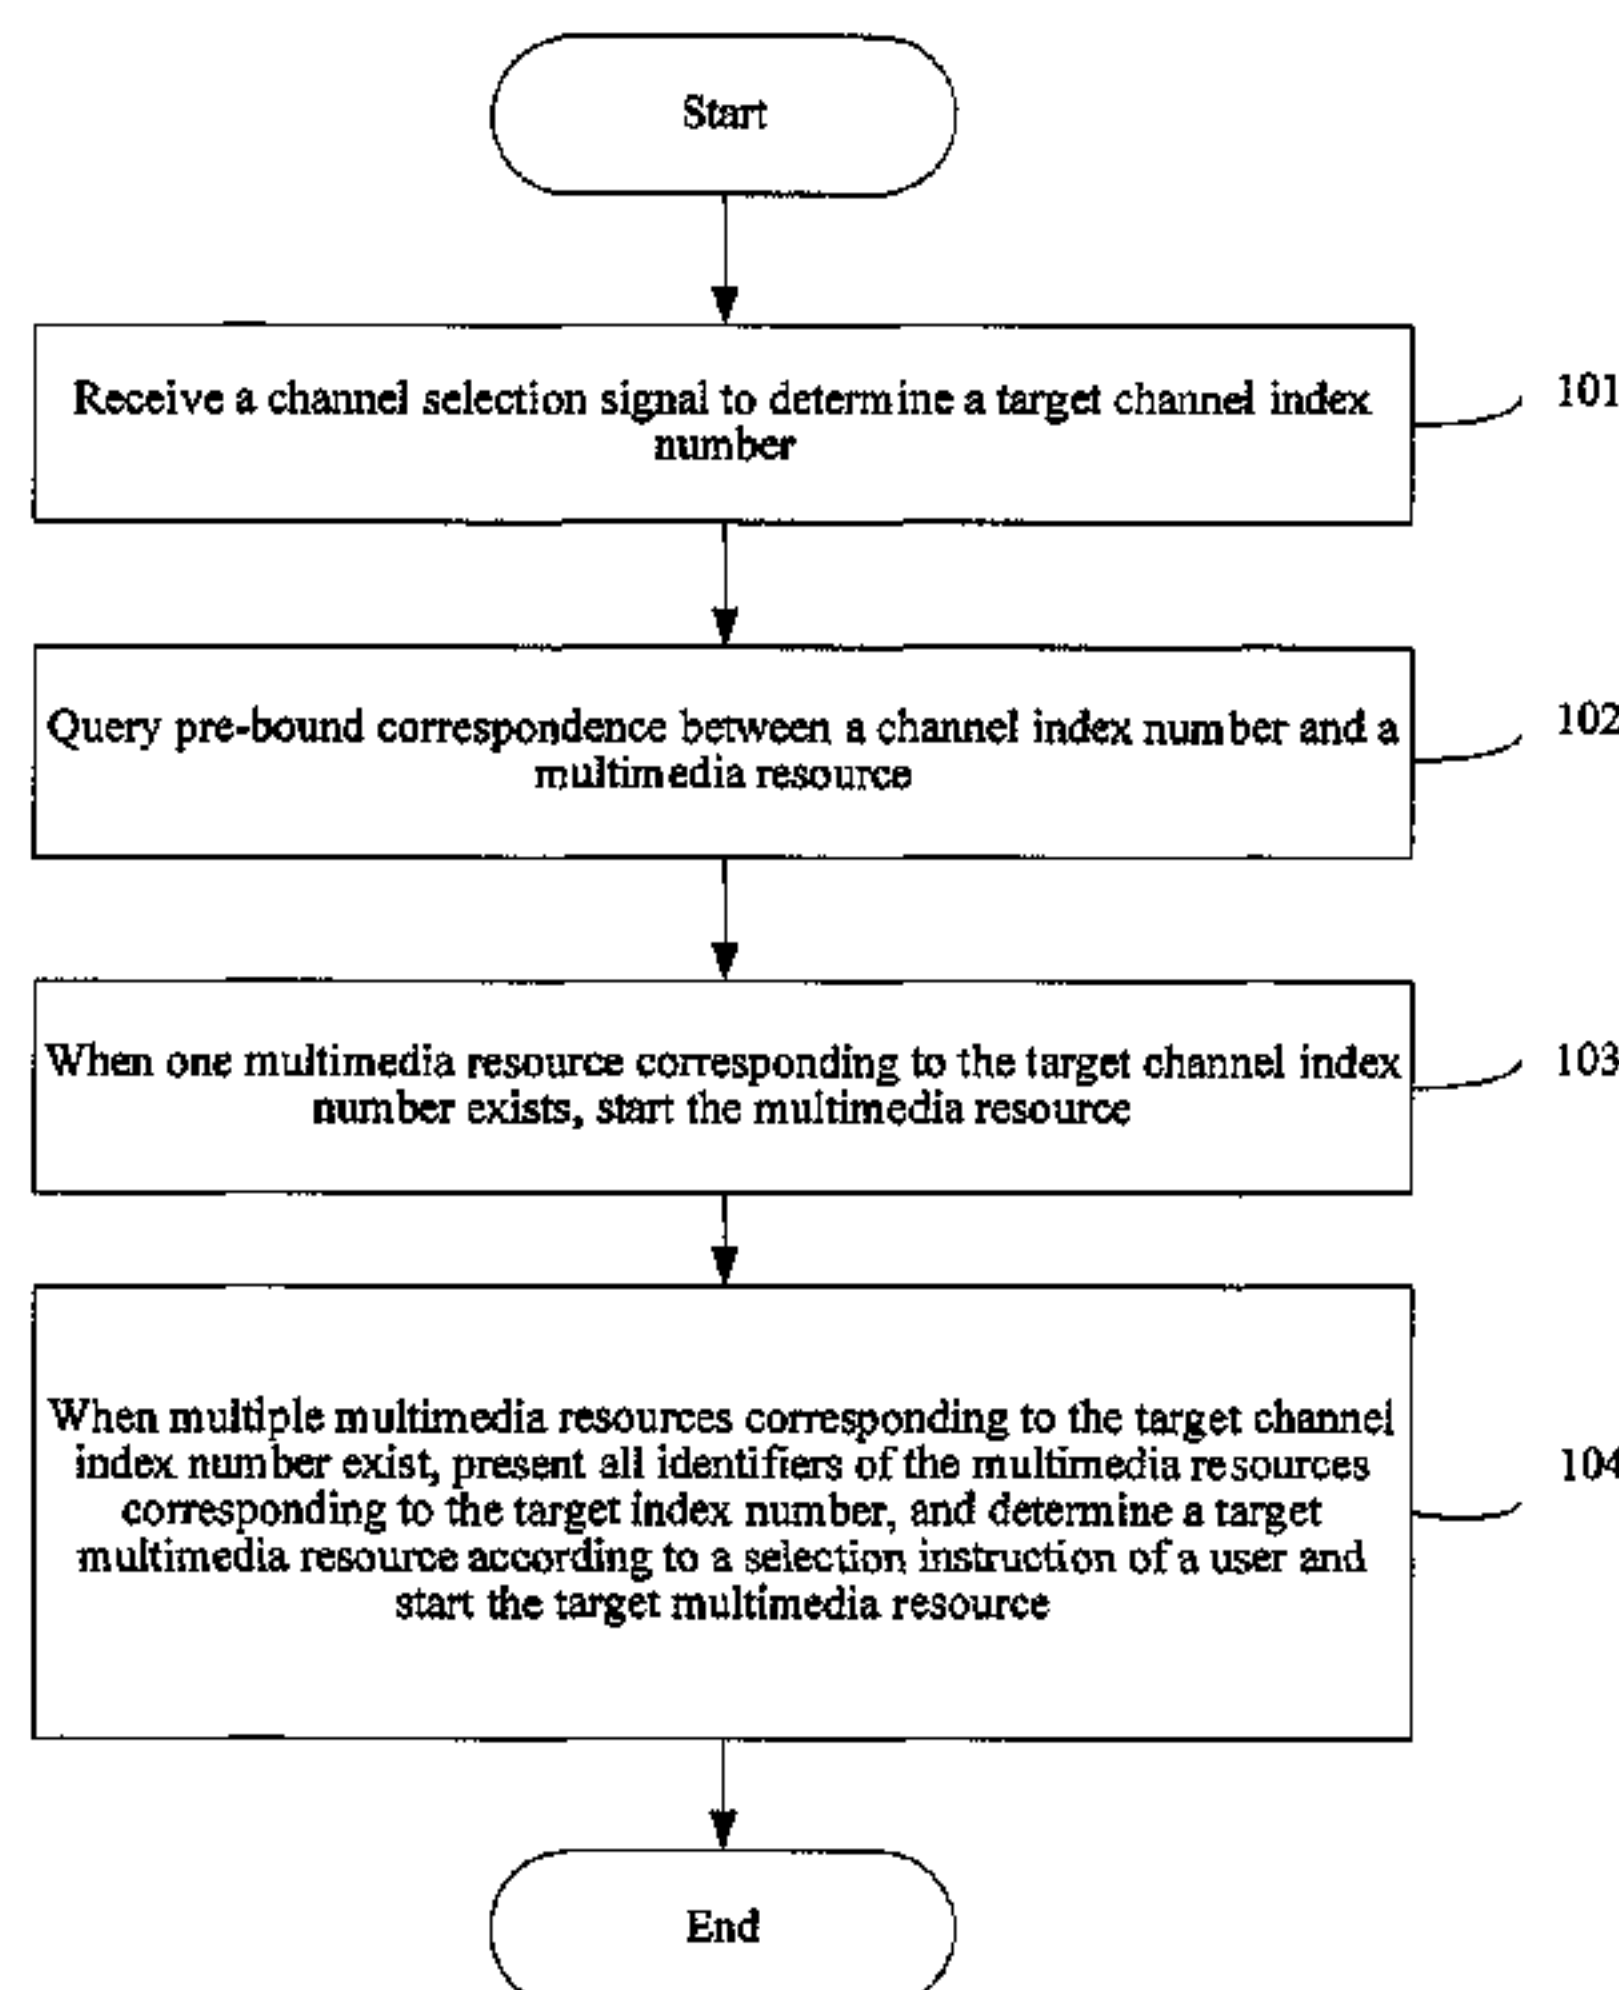 Start
Receive a channel selection signal to determine a target channel index
number
101
Query pre-bound correspondence between a channel index number and a
multimedia resource
102
When one multimedia resource corresponding to the target channel index
number exists, start the multimedia resource
103
When multiple multimedia resources corresponding to the target channel
index number exist, present all identifiers of the multimedia resources
corresponding to the target index number, and determine a target
multimedia resource according to a selection instruction of a user and
start the target multimedia resource
104
End